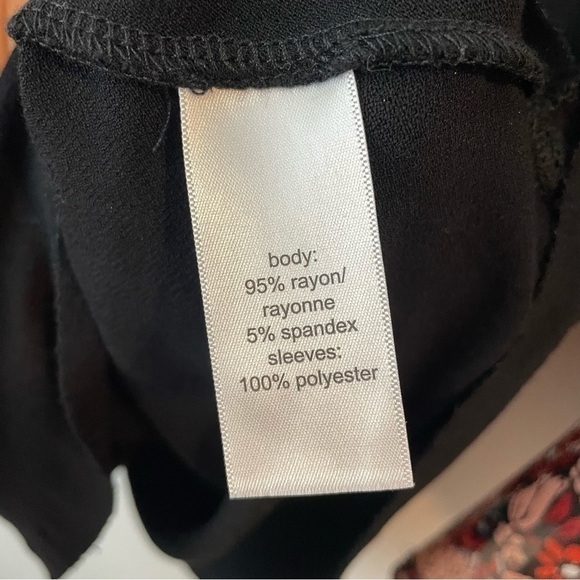 body:
95% rayon/
rayonne
5% spandex
sleeves:
100% polyester